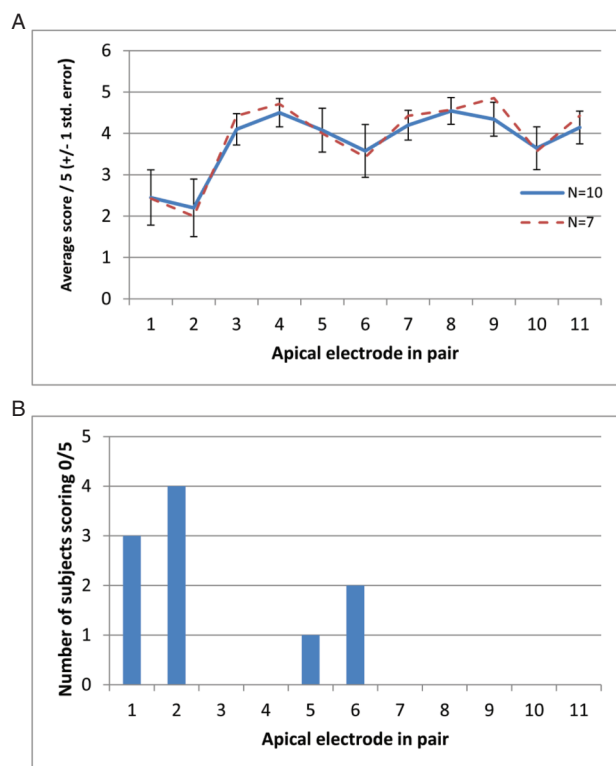 A
Average score / 5 (+/- 1 std. error)
6
5
4
3
2
1
0
N=10
N=7
1 2 3 4 5 6 7 8 9 10 11
Apical electrode in pair
B
Number of subjects scoring 0/5
5
4
3
2
1
0
1 2 3 4 5 6 7 8 9 10 11
Apical electrode in pair